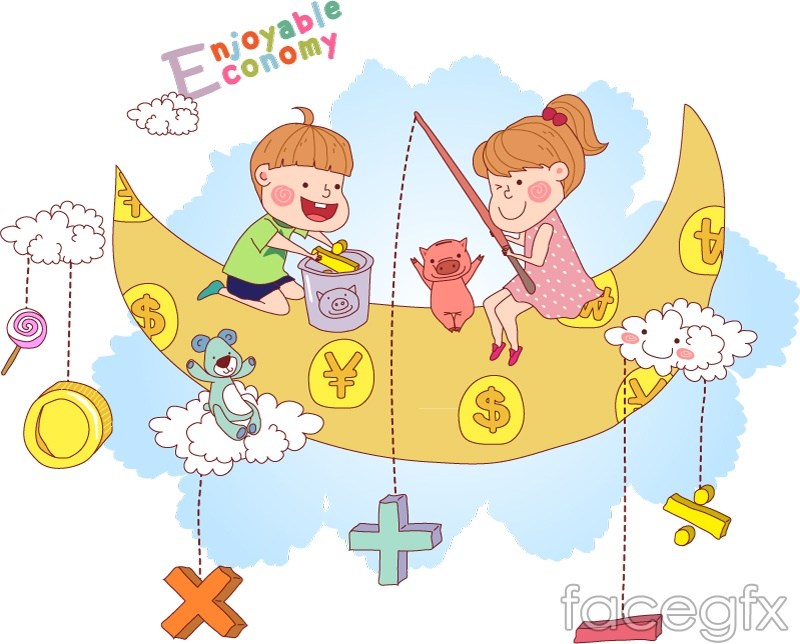 Enjoyable
Economy
¥
₩
$
₩
¥
$
¥
facegfx